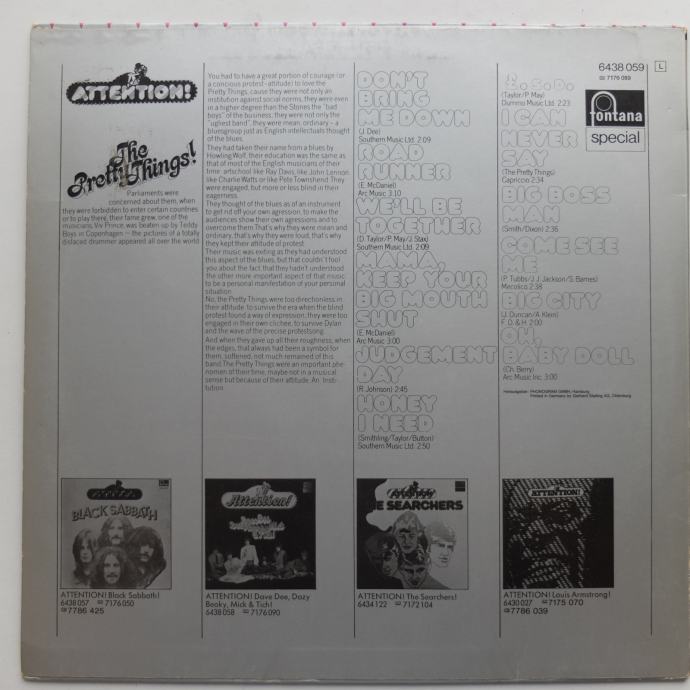 6438 059 L
7176 089
ATTENTION!
The
Pretty Things!
Parliaments were
concerned about them, when
they were forbidden to enter certain countries
or to play there, their fame grew, one of the
musicians, Viv Prince, was beaten up by Teddy
Boys in Copenhagen – the pictures of a totally
dislaced drummer appeared all over the world
You had to have a great portion of courage (or
a concious protest-attitude) to love the
Pretty Things, cause they were not only an
institution against social norms, they were even
in a higher degree than the Stones the "bad
boys" of the business, they were not only the
"ughest band", they were mean, ordinary – a
bluesgroup just as English intellectuals thought
of the blues.
They had taken their name from a blues by
Howling Wolf, their education was the same as
that of most of the English musicians of their
time: artschool like Ray Davis, like John Lennon
like Charlie Watts or like Pete Townshend. They
were engaged, but more or less blind in their
eagerness.
They thought of the blues as of an instrument
to get rid off your own agression, to make the
audiences show their own agressions and to
overcome them. That's why they were mean and
ordinary, that's why they were loud, that's why
they kept their attitude of protest.
Their music was exiting as they had understood
this aspect of the blues, but that couldn't fool
you about the fact that they hadn't understood
the other more important aspect of that music:
to be a personal manifestation of your personal
situation.
No, the Pretty Things were too directionless in
their attitude to survive the era when the blind
protest found a way of expression, they were too
engaged in their own clichee, to survive Dylan
and the wave of the precise protestsong.
And when they gave up all their roughness, when
the edges, that always had been a symbol for
them, softened, not much remained of this
band. The Pretty Things were an important phe-
nomen of their time, maybe not in a musical
sense but because of their attitude. An Insti-
tution.
DON'T
BRING
ME DOWN
(J. Dee)
Southern Music Ltd. 2:09
ROAD
RUNNER
(E. McDaniel)
Arc Music 3:10
WE'LL BE
TOGETHER
(D. Taylor/P. May/J. Stax)
Southern Music Ltd. 2:09
MAMA,
KEEP YOUR
BIG MOUTH
SHUT
(E. McDaniel)
Arc Music 3:00
JUDGEMENT
DAY
(R. Johnson) 2:45
HONEY
I NEED
(Smithling/Taylor/Button)
Southern Music Ltd. 2:50
L.S.D.
(Taylor/P. May)
Dummo Music Ltd. 2:23
I CAN
NEVER
SAY
(The Pretty Things)
Capriccio 2:34
BIG BOSS
MAN
(Smith/Dixon) 2:36
COME SEE
ME
(P. Tubbs/J. J. Jackson/S. Barnes)
Mecolico 2:38
BIG CITY
(J. Duncan/A. Klein)
F. D. & H. 2:00
OH,
BABY DOLL
(Ch. Berry)
Arc Music Inc. 3:00
Herausgeber: PHONOGRAM GMBH, Hamburg
Printed in Germany by Gerhard Stalling AG, Oldenburg
fontana
special
ATTENTION!
BLACK SABBATH
ATTENTION! Black Sabbath!
6438 057 7176 050
7786 425
Attention!
ATTENTION! Dave Dee, Dozy
Beaky, Mick & Tich!
6438 058 7176 090
ATTENTION!
THE SEARCHERS
ATTENTION! The Searchers!
6434 122 7172 104
ATTENTION!
ATTENTION! Louis Armstrong!
6430 027 7175 070
7786 039